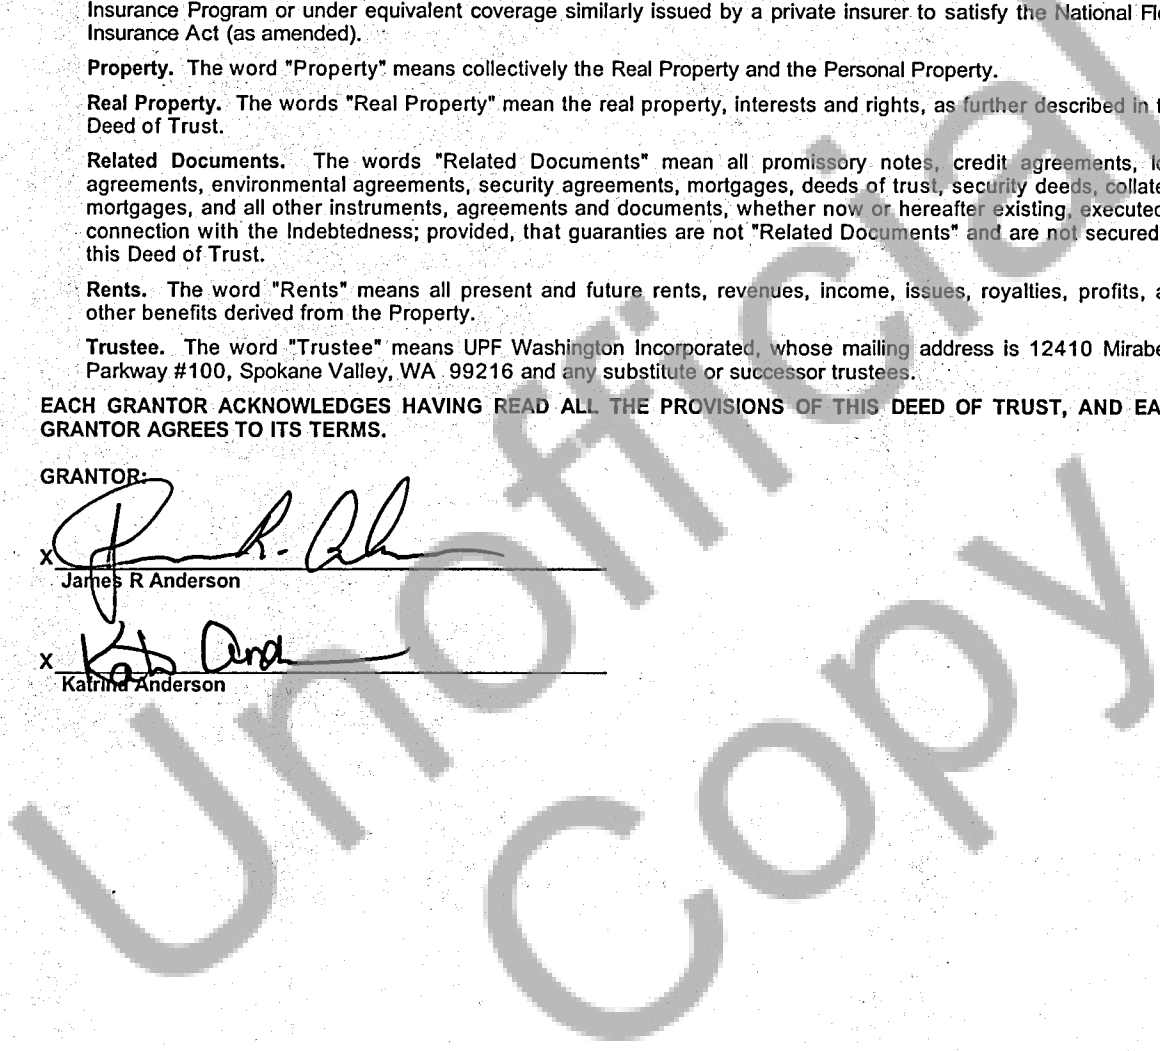 Insurance Program or under equivalent coverage similarly issued by a private insurer to satisfy the National
Insurance Act (as amended).
Property. The word "Property" means collectively the Real Property and the Personal Property.
Real Property. The words "Real Property" mean the real property, interests and rights, as further described in
Deed of Trust.
Related Documents. The words "Related Documents" mean all promissory notes, credit agreements,
agreements, environmental agreements, security agreements, mortgages, deeds of trust, security deeds,
mortgages, and all other instruments, agreements and documents, whether now or hereafter existing, executed
connection with the Indebtedness; provided, that guaranties are not "Related Documents" and are not secured
this Deed of Trust.
Rents. The word "Rents" means all present and future rents, revenues, income, issues, royalties, profits,
other benefits derived from the Property.
Trustee. The word "Trustee" means UPF Washington Incorporated, whose mailing address is 12410
Parkway #100, Spokane Valley, WA 99216 and any substitute or successor trustees.
EACH GRANTOR ACKNOWLEDGES HAVING READ ALL THE PROVISIONS OF THIS DEED OF TRUST, AND
GRANTOR AGREES TO ITS TERMS.
GRANTOR:
X
James R Anderson
X
Katrina Anderson
Unofficial
Copy